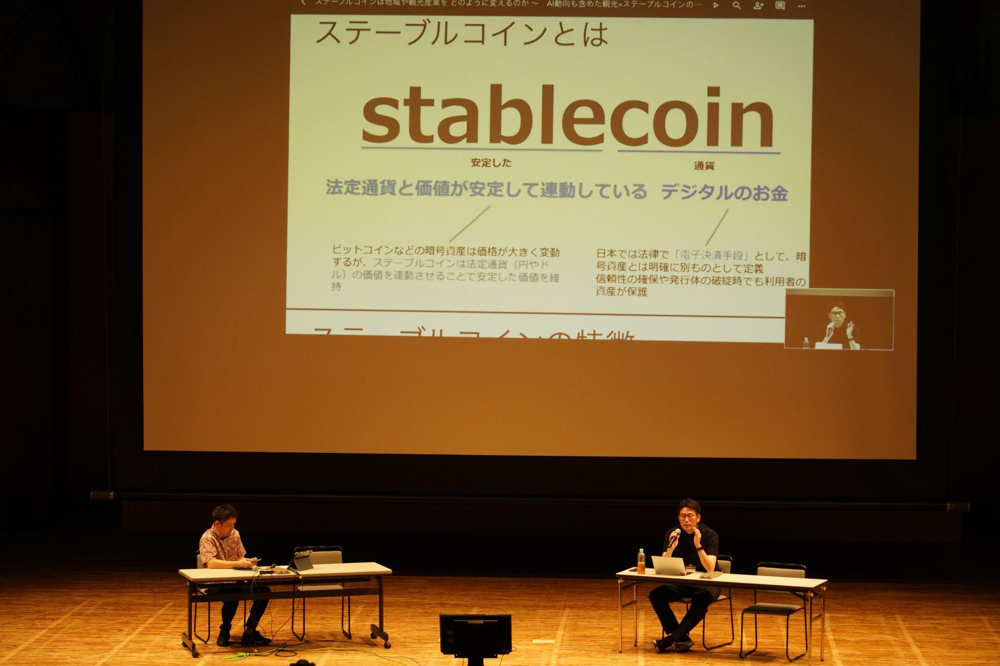 ステーブルコインは地域や観光産業を どのように変えるのか ～ AI動向も含めた観光×ステーブルコインの…
ステーブルコインとは
stablecoin
安定した 通貨
法定通貨と価値が安定して連動している デジタルのお金
ビットコインなどの暗号資産は価格が大きく変動
するが、ステーブルコインは法定通貨（円やド
ル）の価値を連動させることで安定した価値を維
持
日本では法律で「電子決済手段」として、暗
号資産とは明確に別ものとして定義
信頼性の確保や発行体の破綻時でも利用者の
資産が保護
ステーブルコインの特徴